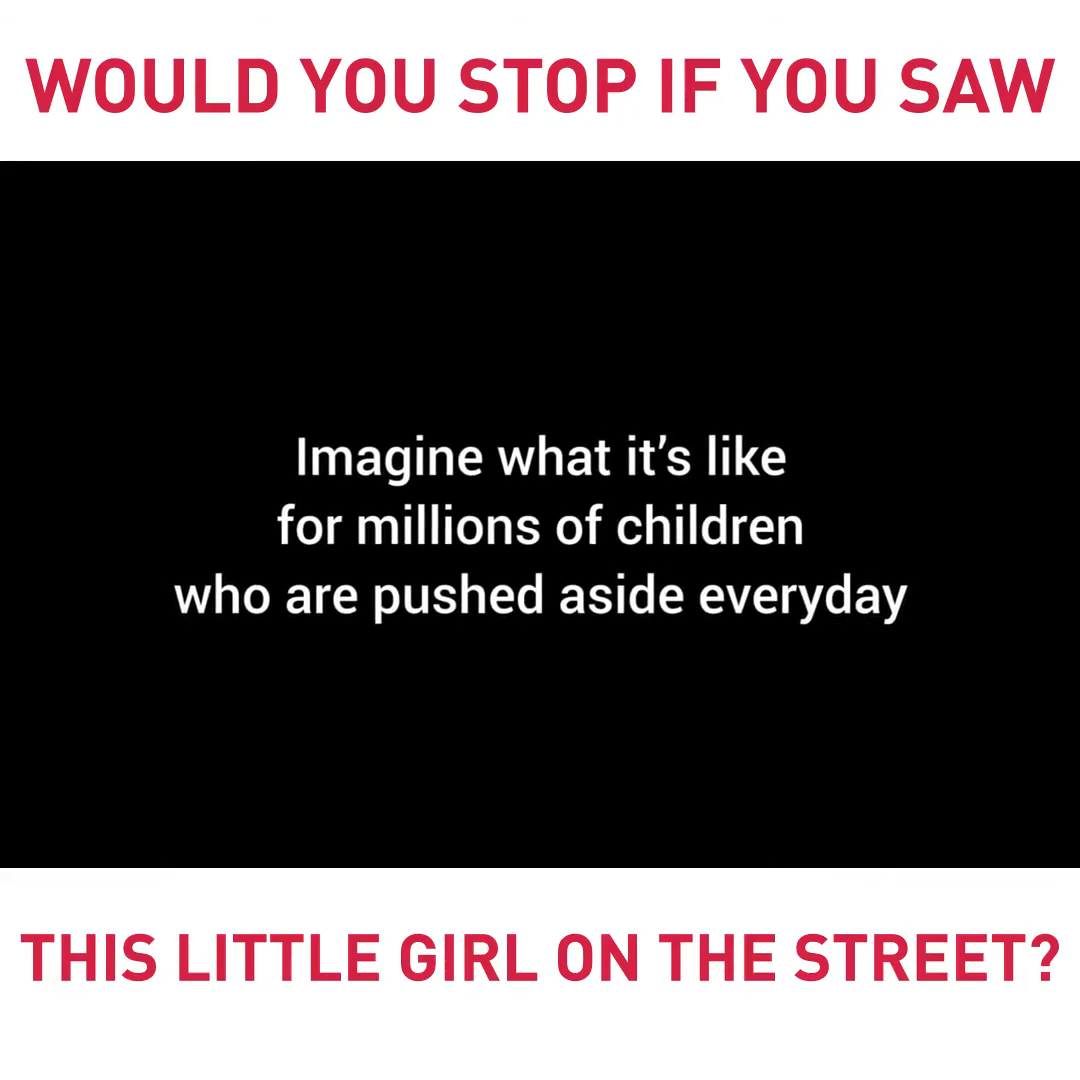 WOULD YOU STOP IF YOU SAW
Imagine what it's like
for millions of children
who are pushed aside everyday
THIS LITTLE GIRL ON THE STREET?